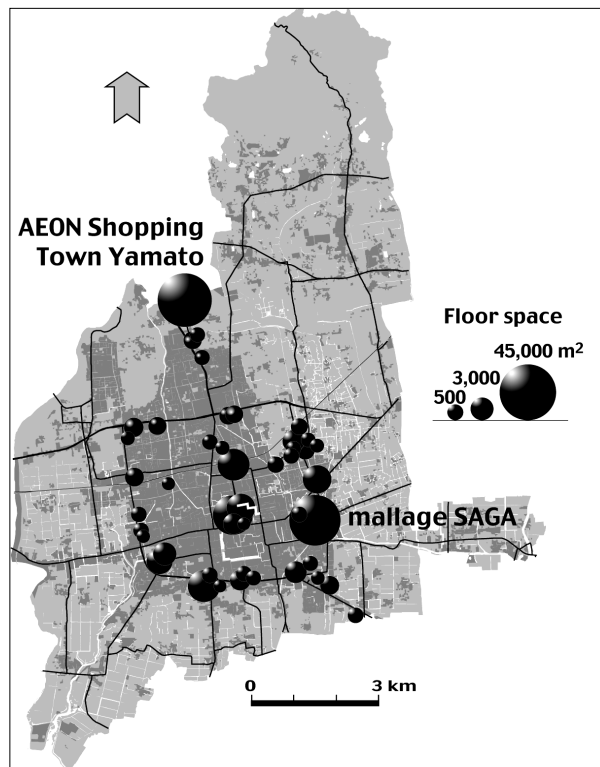 AEON Shopping
Town Yamato
Floor space
45,000 m²
3,000
500
mallage SAGA
0 3 km